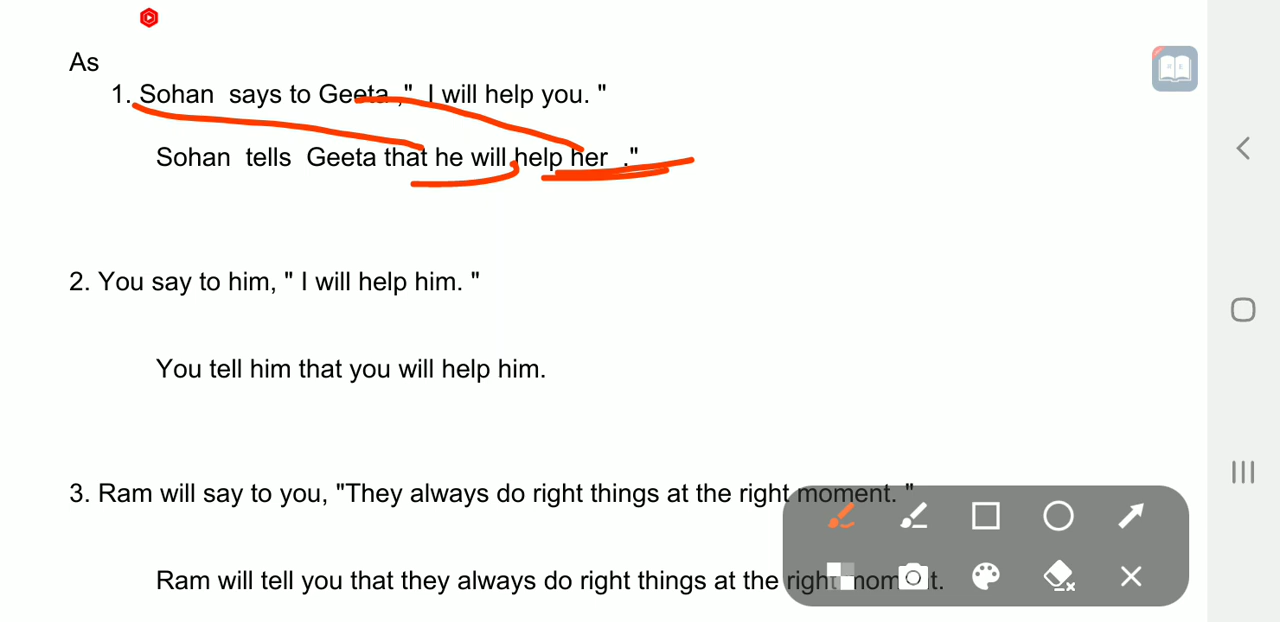 As
1. Sohan says to Geeta ," I will help you. "
Sohan tells Geeta that he will help her ."
2. You say to him, " I will help him. "
You tell him that you will help him.
3. Ram will say to you, "They always do right things at the right moment. "
Ram will tell you that they always do right things at the right moment.